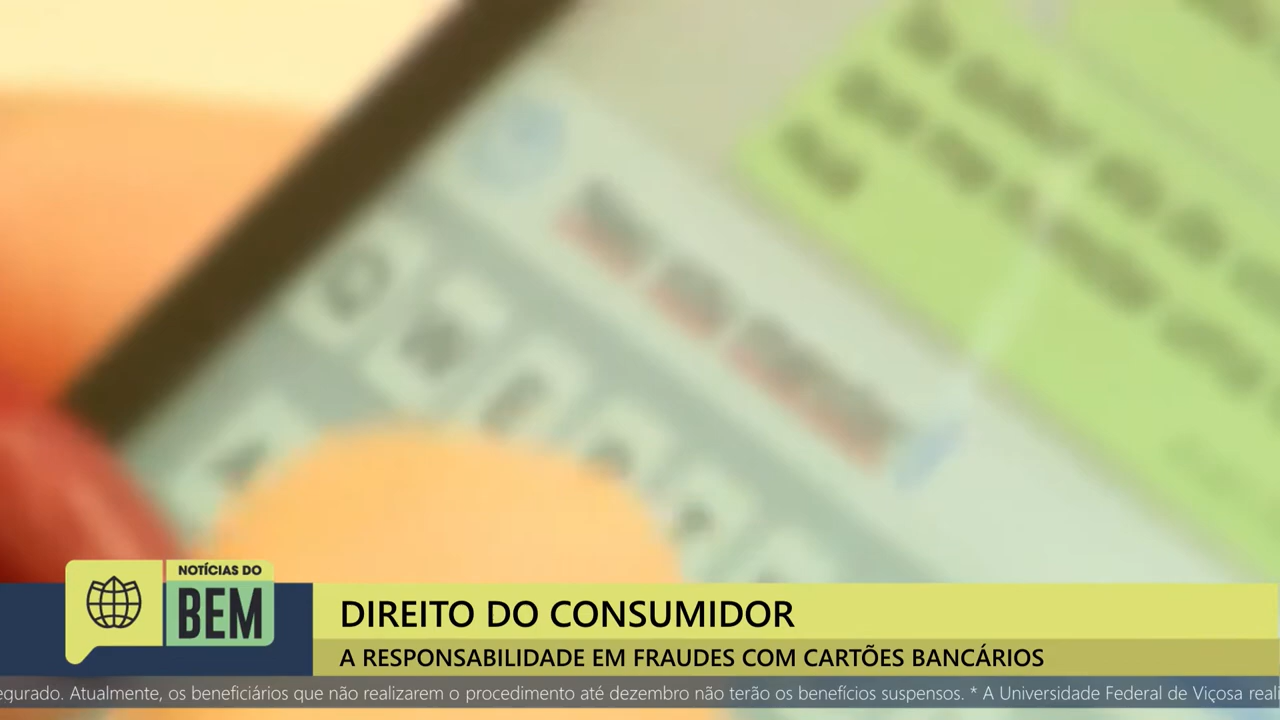 NOTÍCIAS DO
BEM
DIREITO DO CONSUMIDOR
A RESPONSABILIDADE EM FRAUDES COM CARTÕES BANCÁRIOS
egurado. Atualmente, os beneficiários que não realizarem o procedimento até dezembro não terão os benefícios suspensos. * A Universidade Federal de Viçosa reali